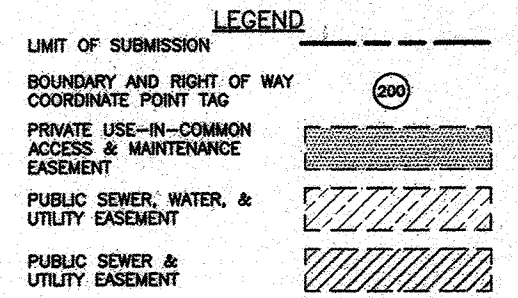 LEGEND
LIMIT OF SUBMISSION
BOUNDARY AND RIGHT OF WAY
COORDINATE POINT TAG
200
PRIVATE USE-IN-COMMON
ACCESS & MAINTENANCE
EASEMENT
PUBLIC SEWER, WATER, &
UTILITY EASEMENT
PUBLIC SEWER &
UTILITY EASEMENT